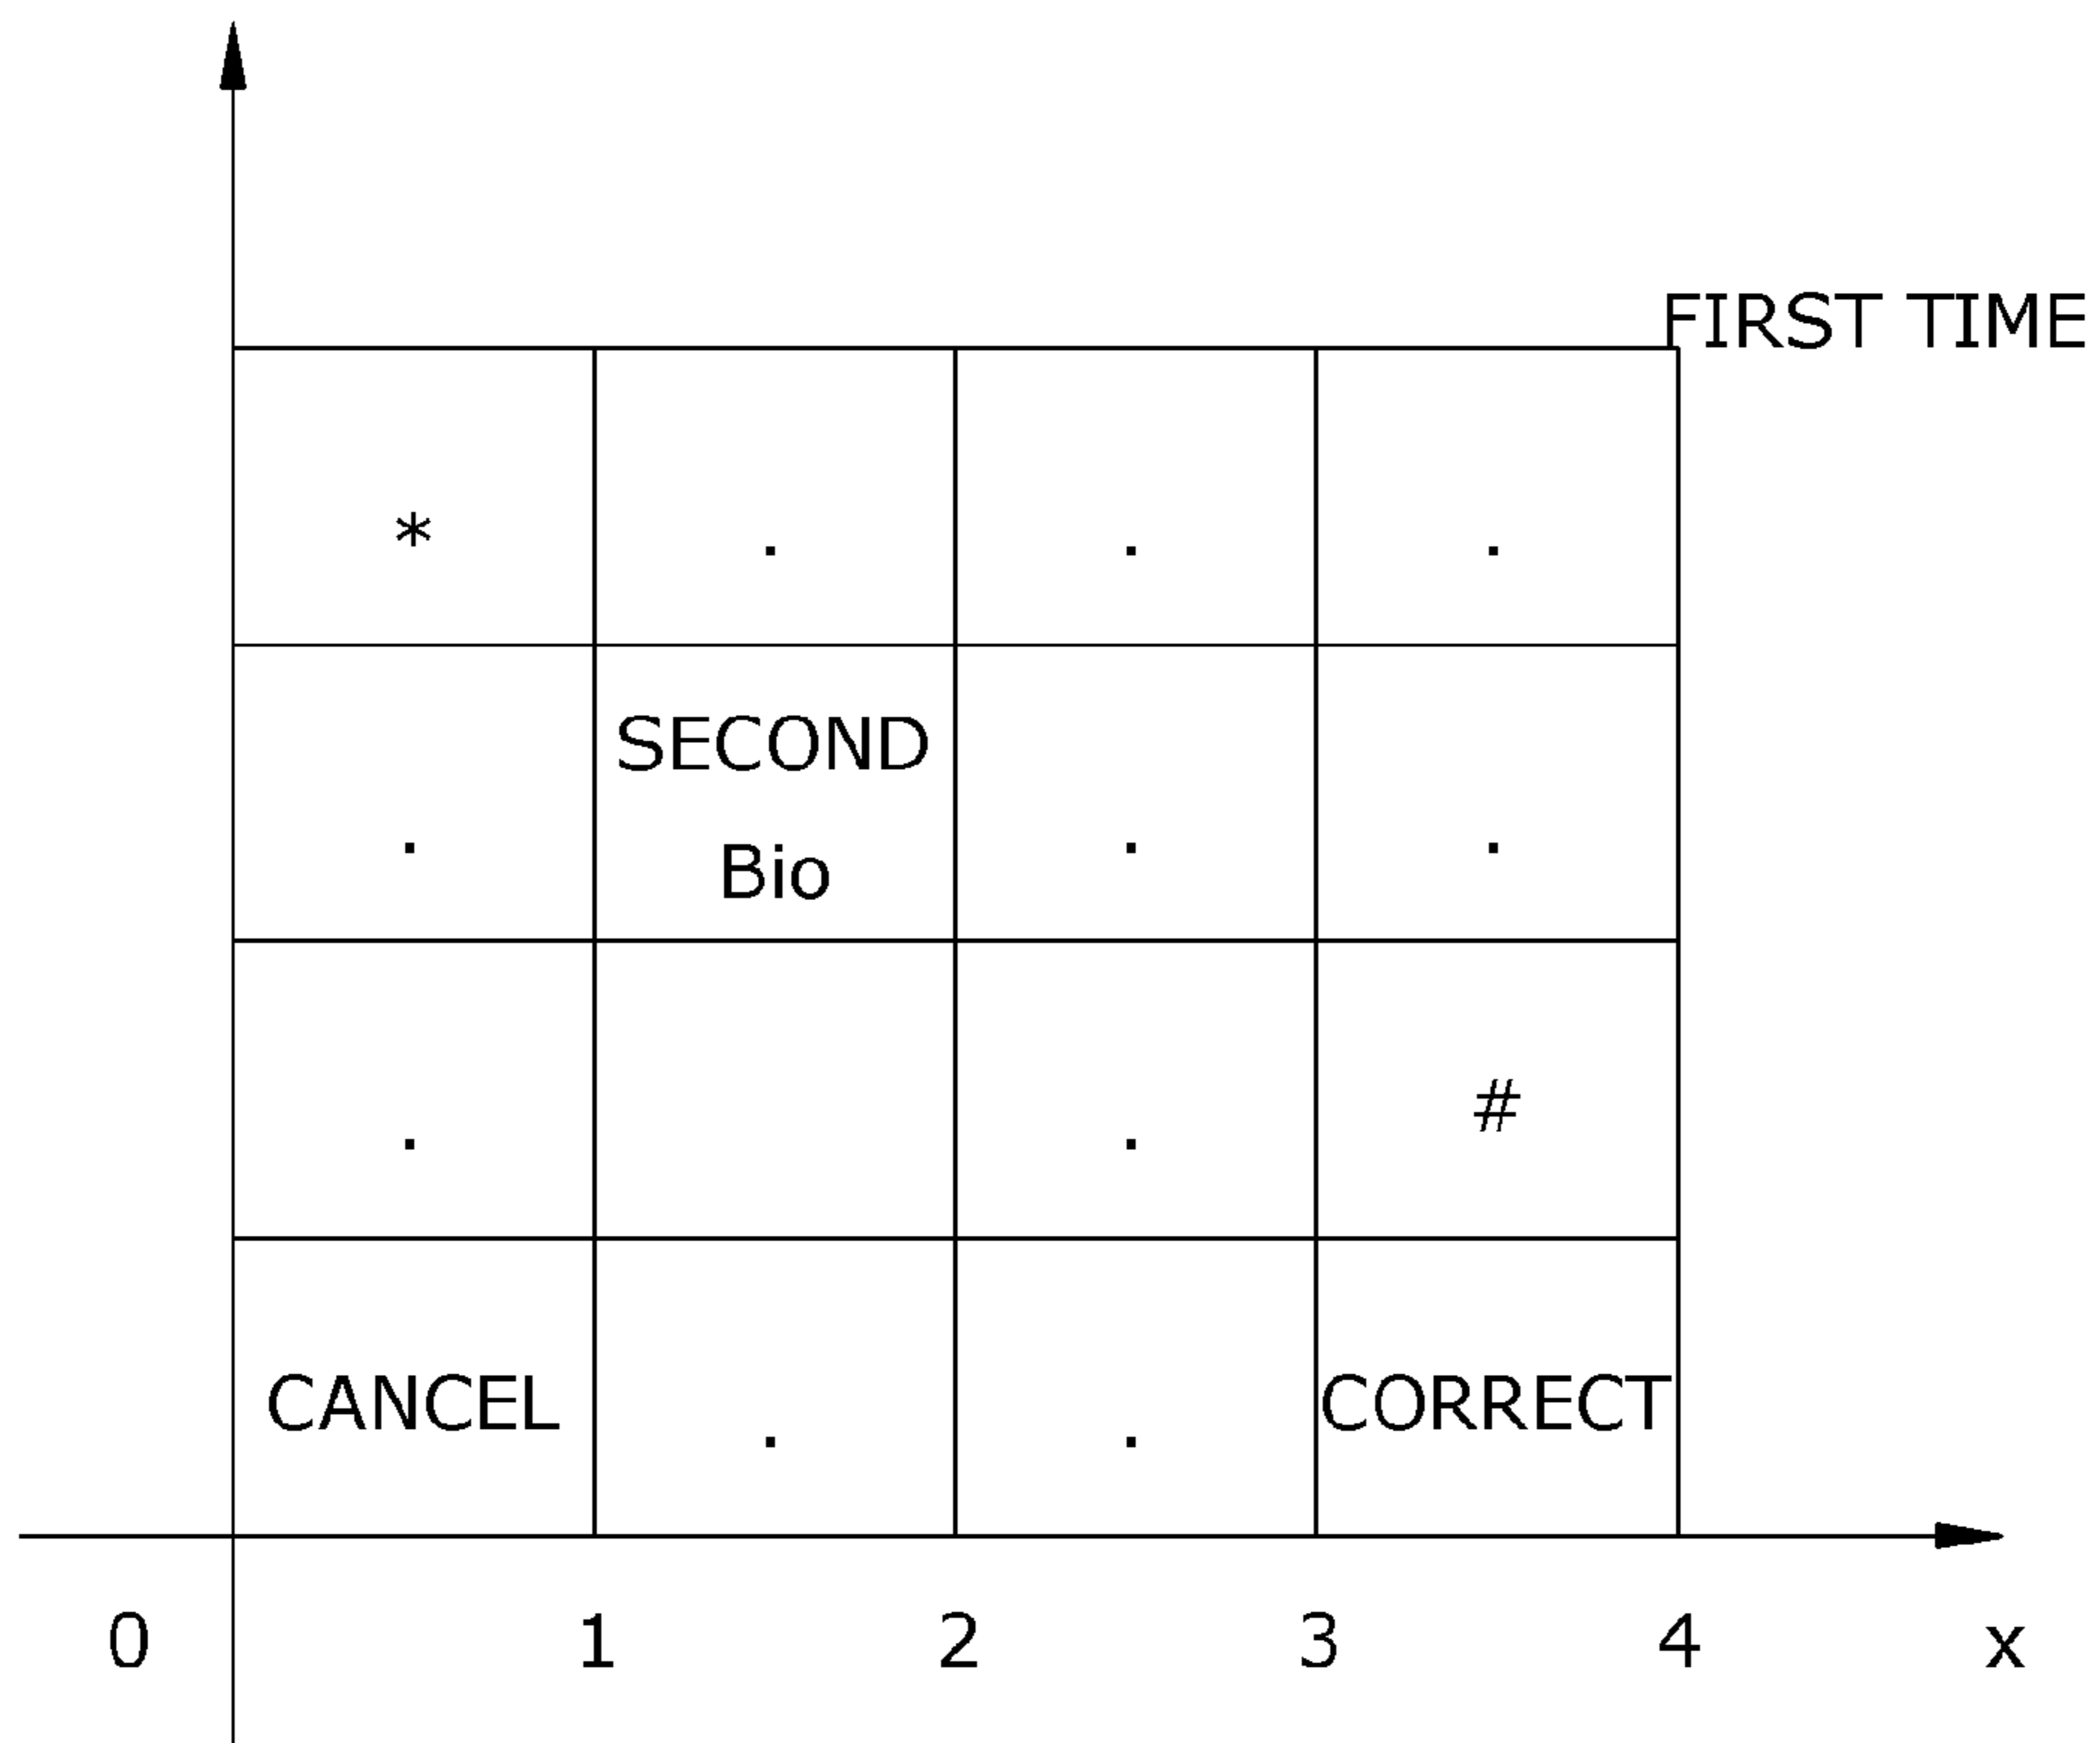 FIRST TIME
* . . .
SECOND
Bio
. . .
. . #
CANCEL . . CORRECT
0 1 2 3 4 x